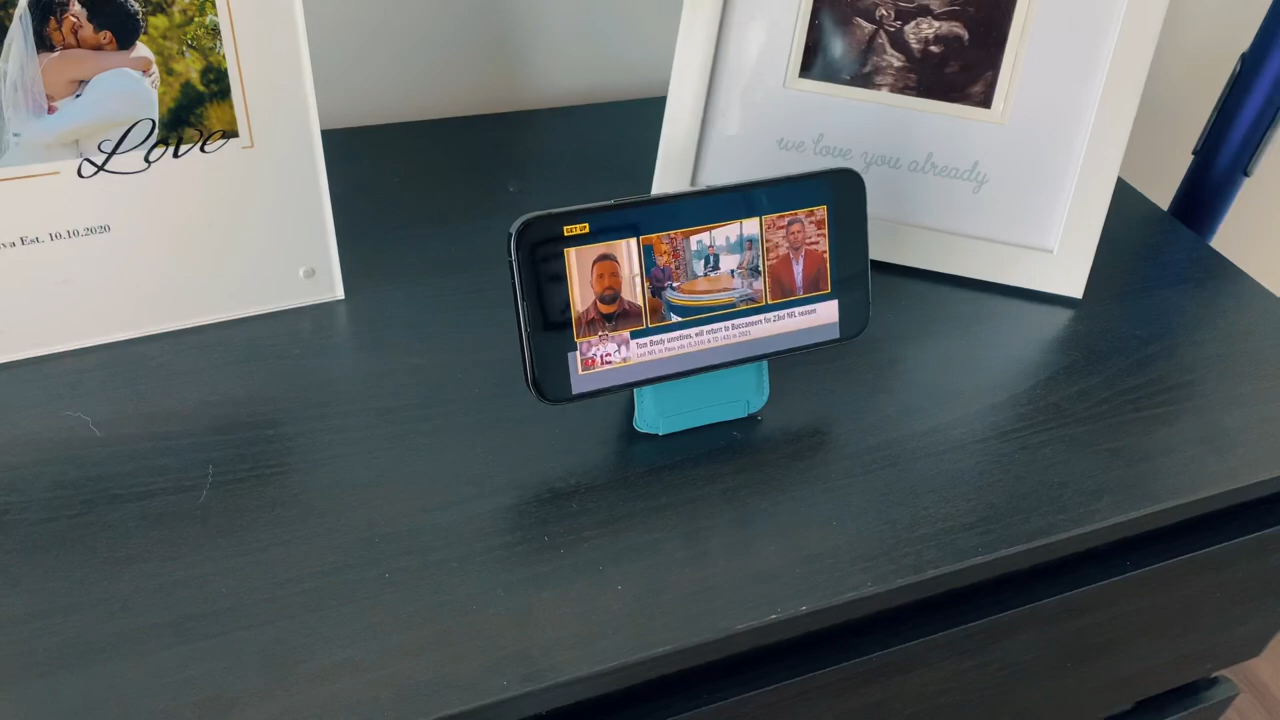 Love
Est. 10.10.2020
we love you already
GET UP
Tom Brady unretires, will return to Buccaneers for 23rd NFL season
Led NFL in Pass yds (5,316) & TD (43) in 2021